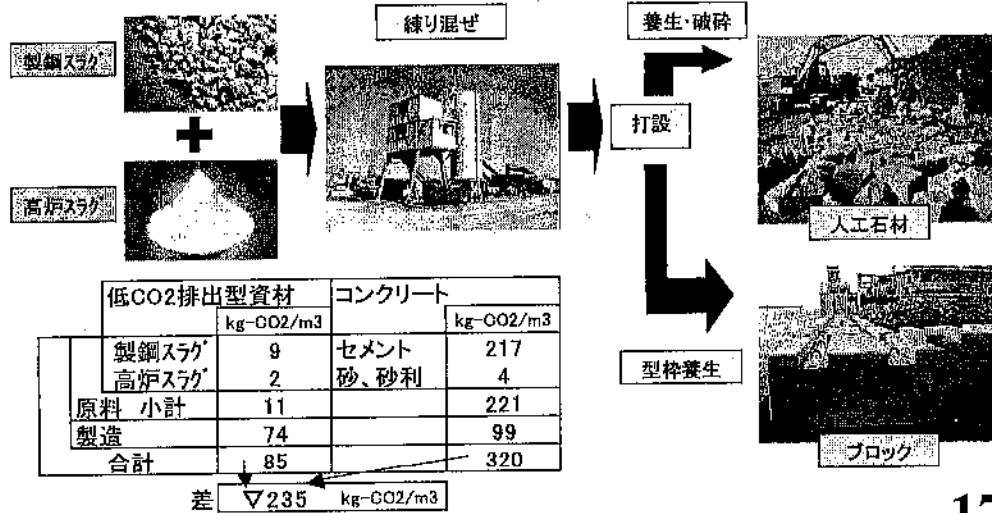 練り混ぜ
養生・破砕
製鋼スラグ
打設
高炉スラグ
人工石材
低CO2排出型資材 コンクリート
kg-CO2/m3 kg-CO2/m3
製鋼スラグ 9 セメント 217
高炉スラグ 2 砂、砂利 4
原料 小計 11 221
製造 74 99
合計 85 320
差 ▽235 kg-CO2/m3
型枠養生
ブロック